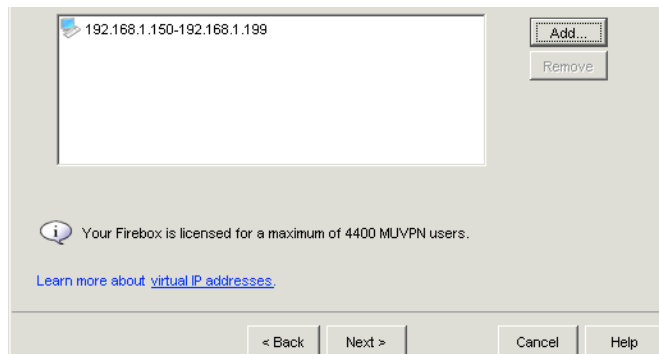 192.168.1.150-192.168.1.199
Add...
Remove
Your Firebox is licensed for a maximum of 4400 MUVPN users.
Learn more about virtual IP addresses.
< Back Next > Cancel Help